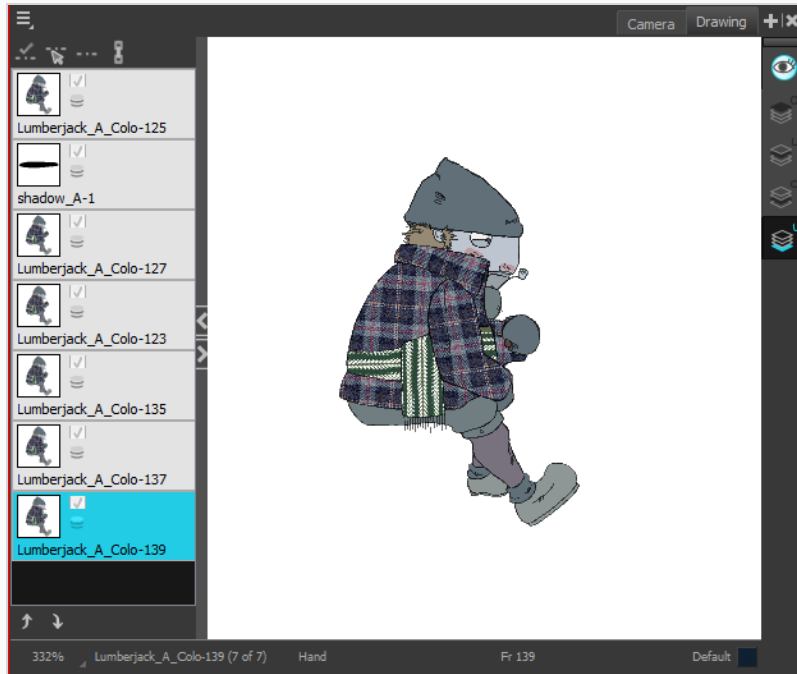 Camera
Drawing
Lumberjack_A_Colo-125
shadow_A-1
Lumberjack_A_Colo-127
Lumberjack_A_Colo-123
Lumberjack_A_Colo-135
Lumberjack_A_Colo-137
Lumberjack_A_Colo-139
332% Lumberjack_A_Colo-139 (7 of 7) Hand Fr 139 Default